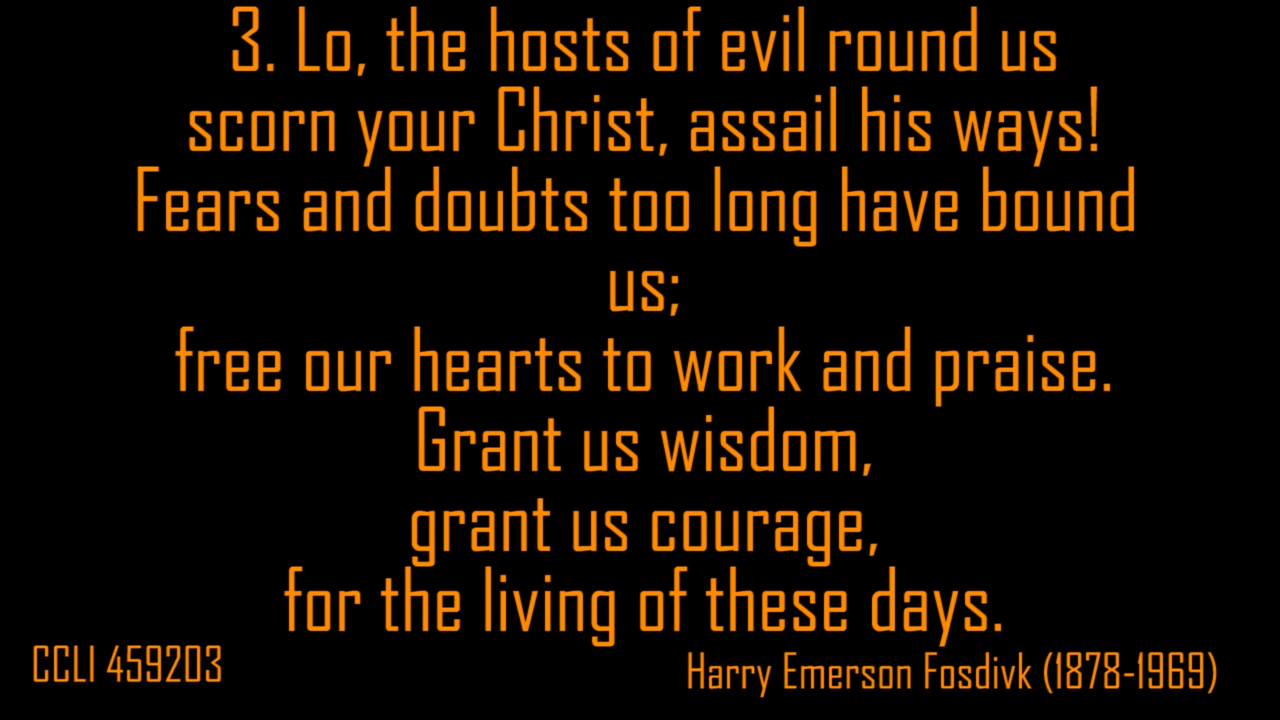 3. Lo, the hosts of evil round us
scorn your Christ, assail his ways!
Fears and doubts too long have bound
us;
free our hearts to work and praise.
Grant us wisdom,
grant us courage,
for the living of these days.
CCLI 459203
Harry Emerson Fosdivk (1878-1969)